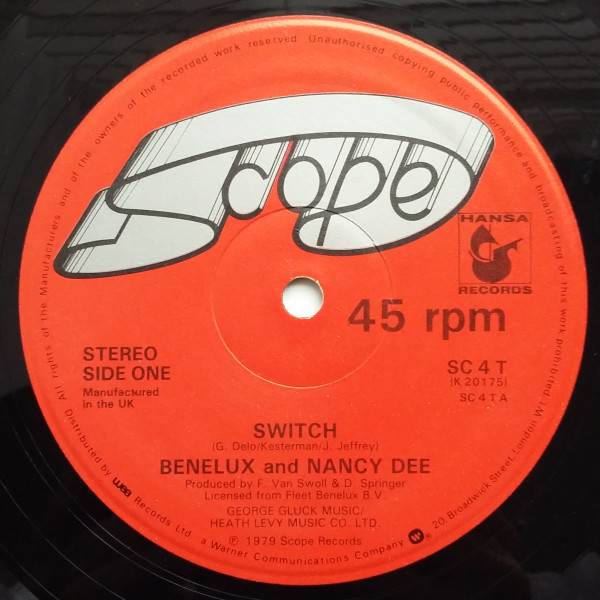 All rights of the Manufacturers and of the owners of the recorded work reserved Unauthorised copying public performance and broadcasting of this work prohibited
Scope
HANSA
RECORDS
45 rpm
STEREO
SIDE ONE
Manufactured
in the UK
SC 4 T
(K 20175)
SC 4 T A
SWITCH
(G. Delo/Kesterman/J. Jeffrey)
BENELUX and NANCY DEE
Produced by F. Van Swoll & D. Springer
Licensed from Fleet Benelux B.V.
GEORGE GLUCK MUSIC/
HEATH LEVY MUSIC CO. LTD.
℗ 1979 Scope Records
Distributed by wea Records Ltd. a Warner Communications Company. 20, Broadwick Street, London W1